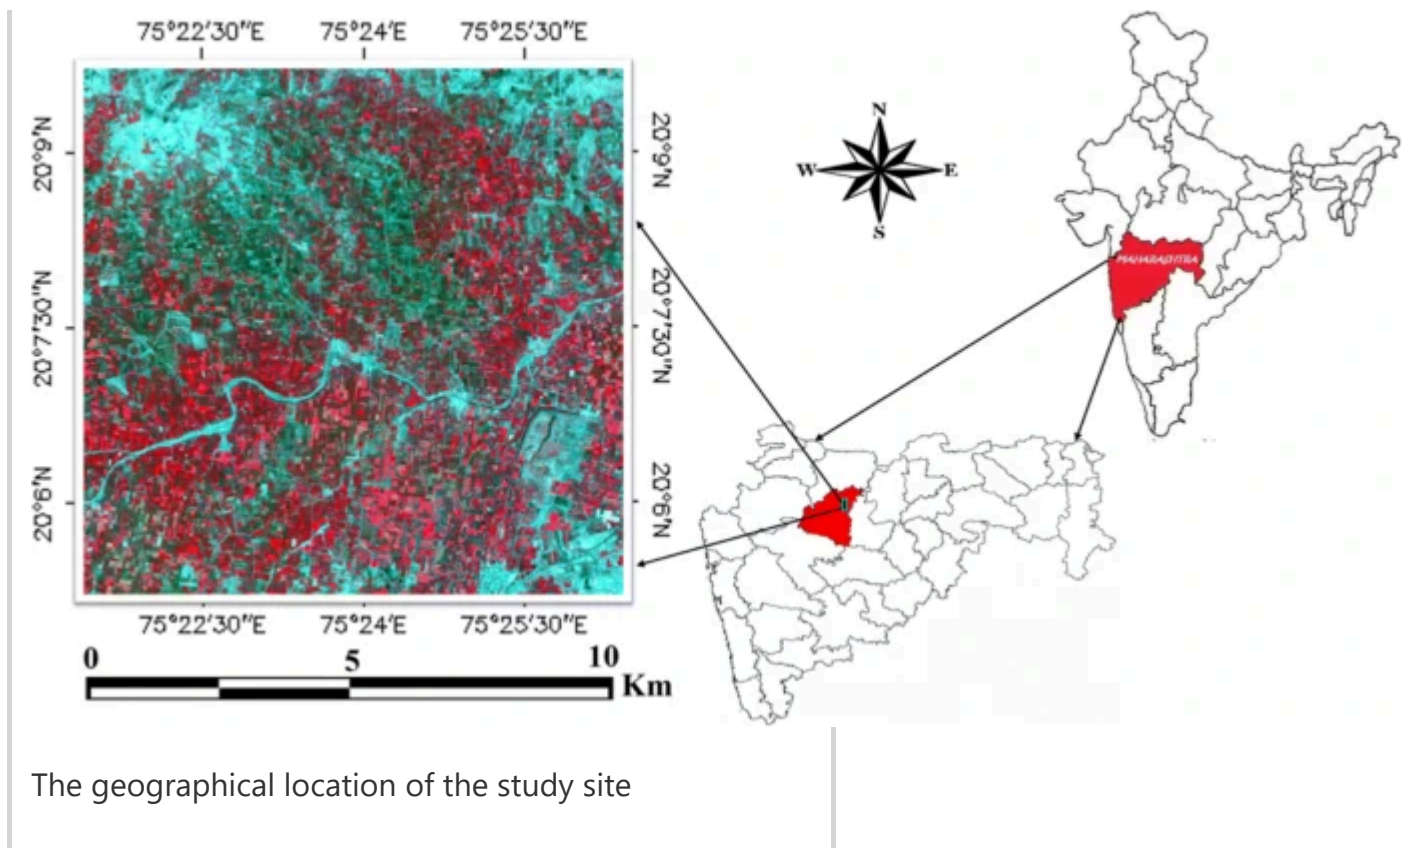 75°22'30"E 75°24'E 75°25'30"E
20°9'N
20°7'30"N
20°6'N
20°9'N
20°7'30"N
20°6'N
75°22'30"E 75°24'E 75°25'30"E
0 5 10
Km
N
W E
S
MAHARASHTRA
The geographical location of the study site